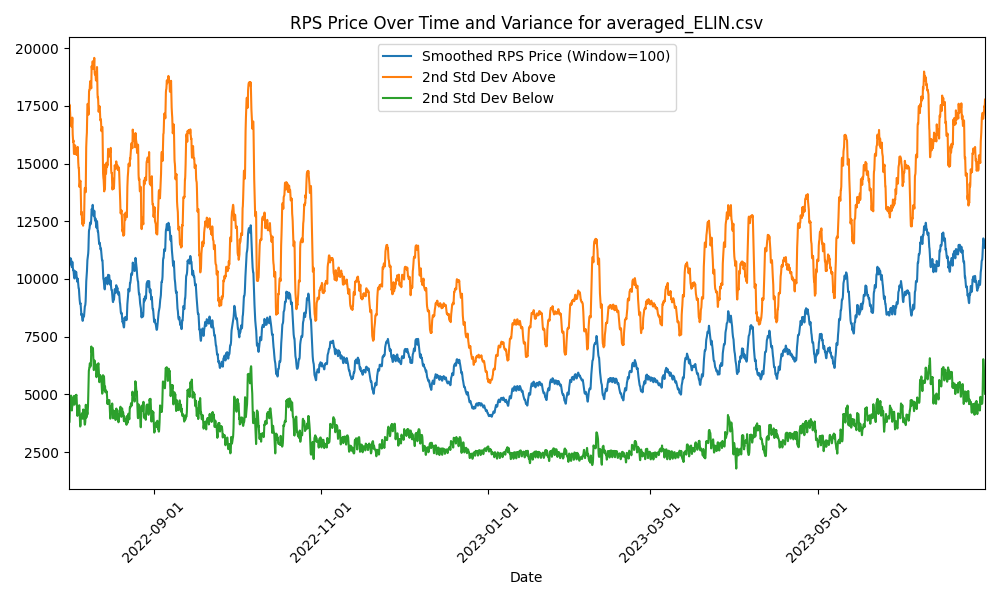 RPS Price Over Time and Variance for averaged_ELIN.csv
Smoothed RPS Price (Window=100)
2nd Std Dev Above
2nd Std Dev Below
20000
17500
15000
12500
10000
7500
5000
2500
2022-09-01
2022-11-01
2023-01-01
2023-03-01
2023-05-01
Date